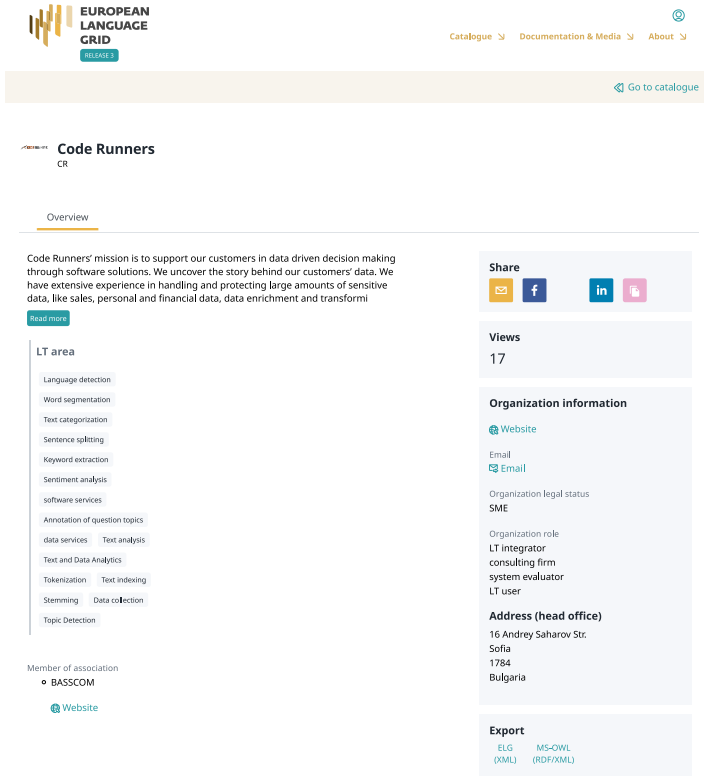 EUROPEAN
LANGUAGE
GRID
RELEASE 3
Catalogue Documentation & Media About
Go to catalogue
Code Runners
CR
Overview
Code Runners' mission is to support our customers in data driven decision making
through software solutions. We uncover the story behind our customers' data. We
have extensive experience in handling and protecting large amounts of sensitive
data, like sales, personal and financial data, data enrichment and transformi
Read more
LT area
Language detection
Word segmentation
Text categorization
Sentence splitting
Keyword extraction
Sentiment analysis
software services
Annotation of question topics
data services Text analysis
Text and Data Analytics
Tokenization Text indexing
Stemming Data collection
Topic Detection
Member of association
BASSCOM
Website
Share
Views
17
Organization information
Website
Email
Email
Organization legal status
SME
Organization role
LT integrator
consulting firm
system evaluator
LT user
Address (head office)
16 Andrey Saharov Str.
Sofia
1784
Bulgaria
Export
ELG MS-OWL
(XML) (RDF/XML)